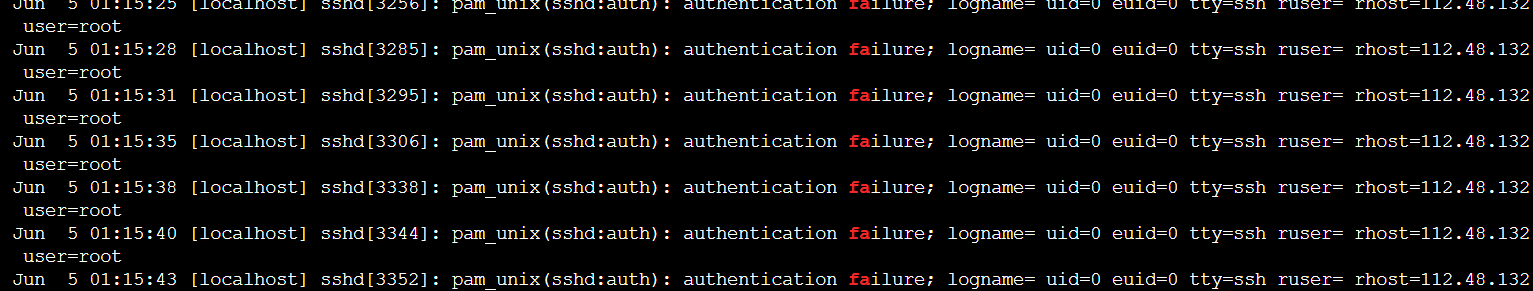 Jun  5 01:15:25 [localhost] sshd[3256]: pam_unix(sshd:auth): authentication failure; logname= uid=0 euid=0 tty=ssh ruser= rhost=112.48.132
 user=root
Jun  5 01:15:28 [localhost] sshd[3285]: pam_unix(sshd:auth): authentication failure; logname= uid=0 euid=0 tty=ssh ruser= rhost=112.48.132
 user=root
Jun  5 01:15:31 [localhost] sshd[3295]: pam_unix(sshd:auth): authentication failure; logname= uid=0 euid=0 tty=ssh ruser= rhost=112.48.132
 user=root
Jun  5 01:15:35 [localhost] sshd[3306]: pam_unix(sshd:auth): authentication failure; logname= uid=0 euid=0 tty=ssh ruser= rhost=112.48.132
 user=root
Jun  5 01:15:38 [localhost] sshd[3338]: pam_unix(sshd:auth): authentication failure; logname= uid=0 euid=0 tty=ssh ruser= rhost=112.48.132
 user=root
Jun  5 01:15:40 [localhost] sshd[3344]: pam_unix(sshd:auth): authentication failure; logname= uid=0 euid=0 tty=ssh ruser= rhost=112.48.132
 user=root
Jun  5 01:15:43 [localhost] sshd[3352]: pam_unix(sshd:auth): authentication failure; logname= uid=0 euid=0 tty=ssh ruser= rhost=112.48.132